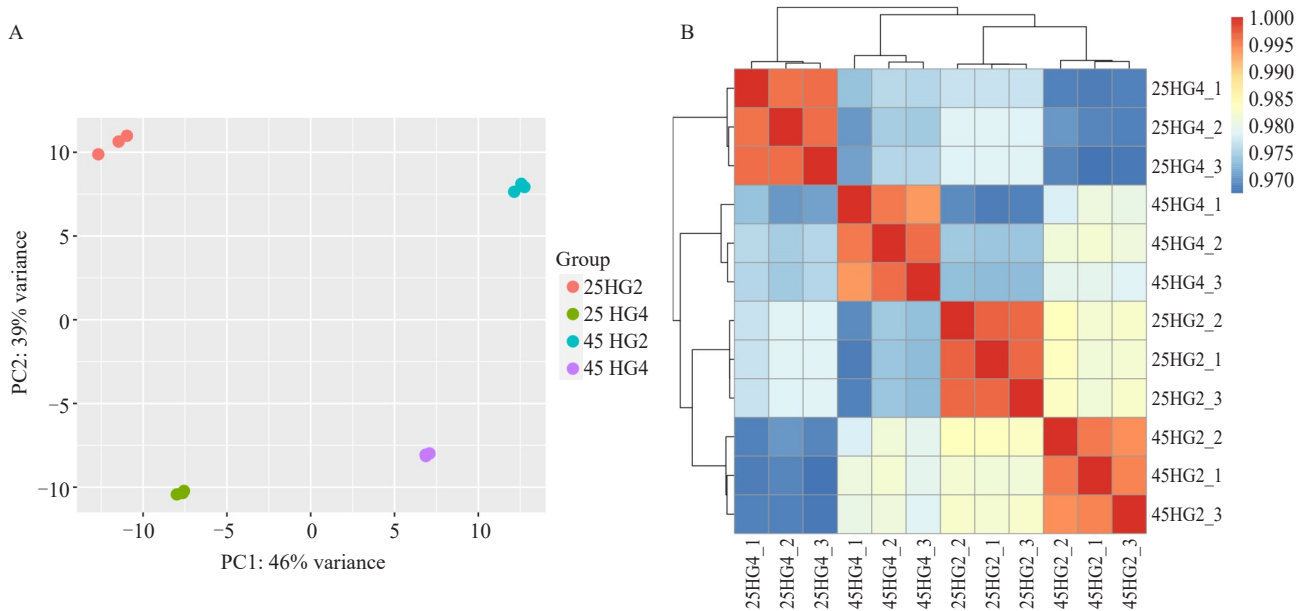 A
10
5
0
−5
−10
−10
−5
0
5
10
PC2: 39% variance
PC1: 46% variance
Group
25HG2
25 HG4
45 HG2
45 HG4
B
1.000
0.995
0.990
0.985
0.980
0.975
0.970
25HG4_1
25HG4_2
25HG4_3
45HG4_1
45HG4_2
45HG4_3
25HG2_2
25HG2_1
25HG2_3
45HG2_2
45HG2_1
45HG2_3
25HG4_1
25HG4_2
25HG4_3
45HG4_1
45HG4_2
45HG4_3
25HG2_2
25HG2_1
25HG2_3
45HG2_2
45HG2_1
45HG2_3